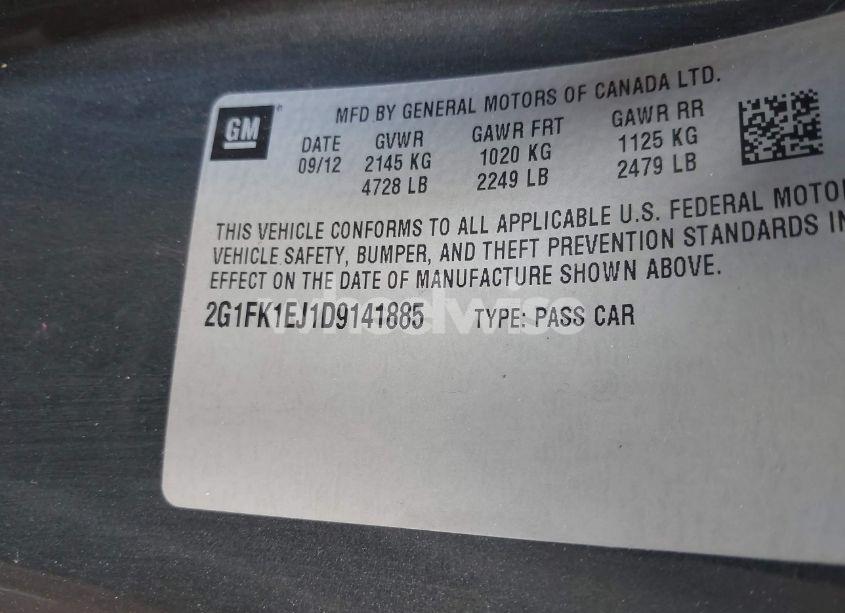 GM
MFD BY GENERAL MOTORS OF CANADA LTD.
DATE GVWR GAWR FRT GAWR RR
09/12 2145 KG 1020 KG 1125 KG
4728 LB 2249 LB 2479 LB
THIS VEHICLE CONFORMS TO ALL APPLICABLE U.S. FEDERAL MOTOR
VEHICLE SAFETY, BUMPER, AND THEFT PREVENTION STANDARDS IN
EFFECT ON THE DATE OF MANUFACTURE SHOWN ABOVE.
2G1FK1EJ1D9141885 TYPE: PASS CAR